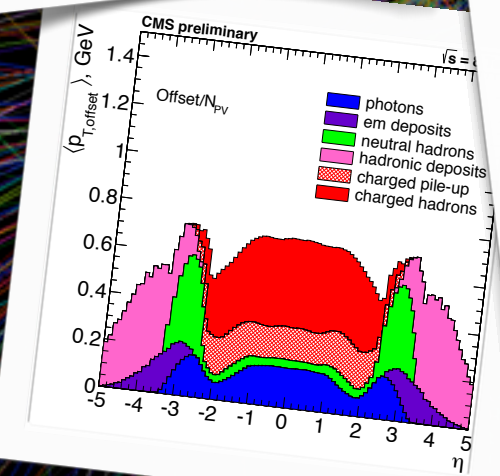 CMS preliminary
√s = 8
⟨p_T,offset⟩, GeV
Offset/N_PV
photons
em deposits
neutral hadrons
hadronic deposits
charged pile-up
charged hadrons
1.4
1.2
1
0.8
0.6
0.4
0.2
0
-5 -4 -3 -2 -1 0 1 2 3 4 5
η